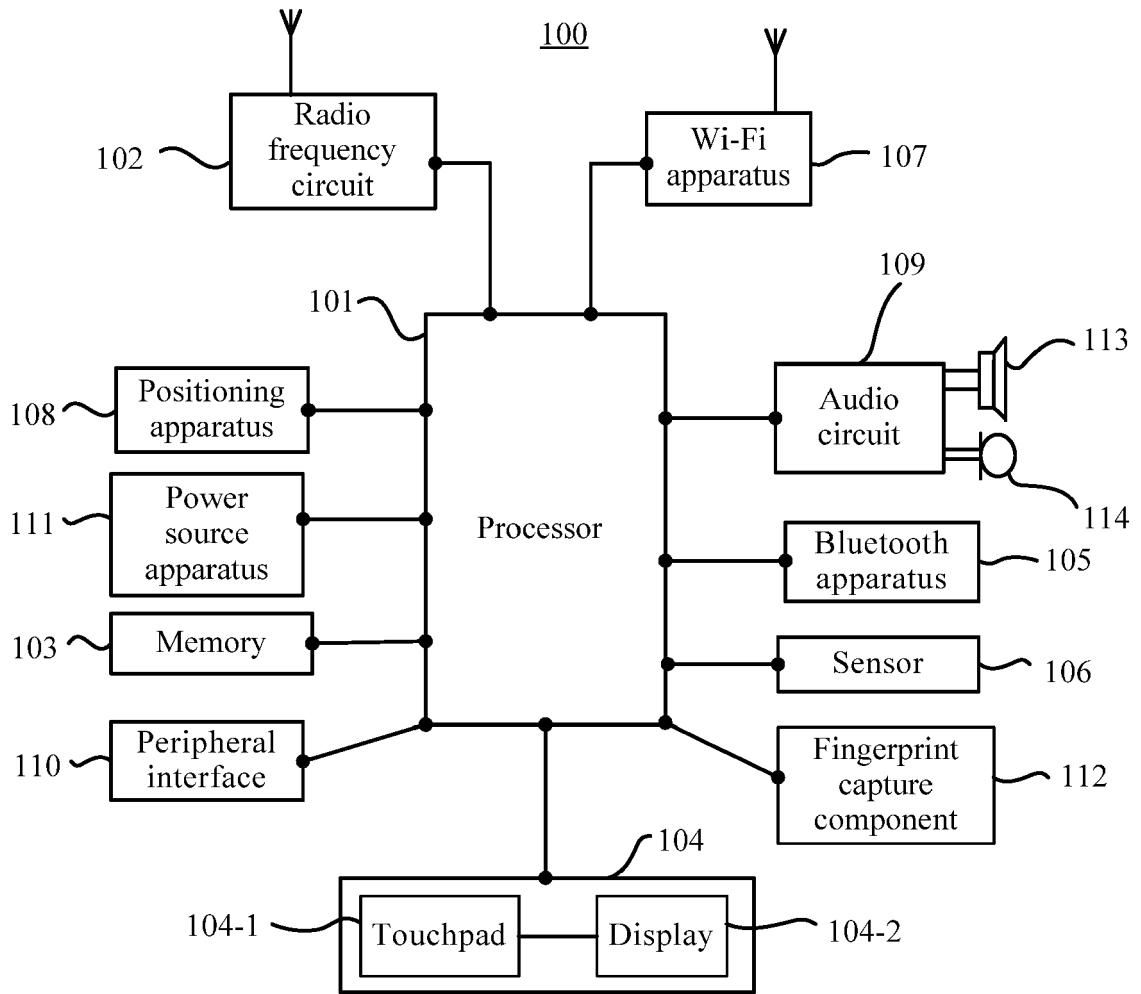 100
Radio
frequency
circuit
102
Wi-Fi
apparatus
107
101
109
113
Positioning
apparatus
108
Audio
circuit
114
Power
source
apparatus
111
Processor
Bluetooth
apparatus
105
Memory
103
Sensor
106
Peripheral
interface
110
Fingerprint
capture
component
112
104
104-1
Touchpad
Display
104-2